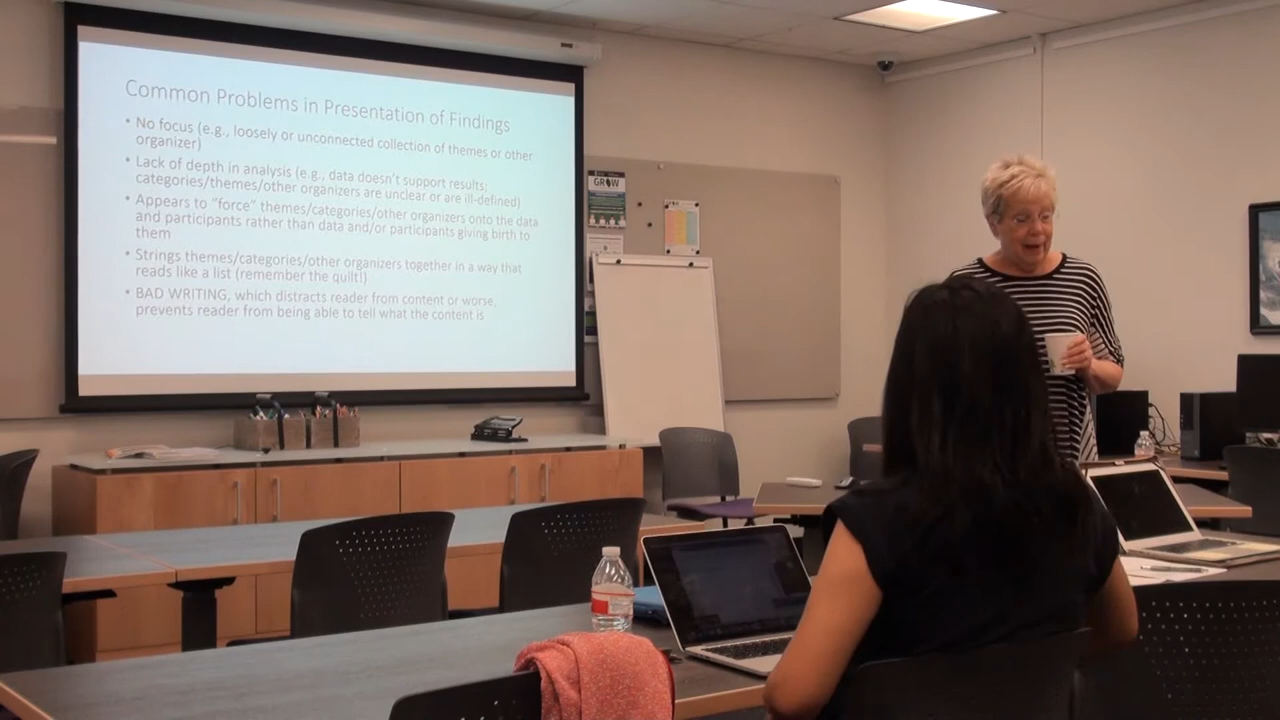 Common Problems in Presentation of Findings
• No focus (e.g., loosely or unconnected collection of themes or other
organizer)
• Lack of depth in analysis (e.g., data doesn't support results;
categories/themes/other organizers are unclear or are ill-defined)
• Appears to "force" themes/categories/other organizers onto the data
and participants rather than data and/or participants giving birth to
them
• Strings themes/categories/other organizers together in a way that
reads like a list (remember the quilt!)
• BAD WRITING, which distracts reader from content or worse,
prevents reader from being able to tell what the content is
GROW